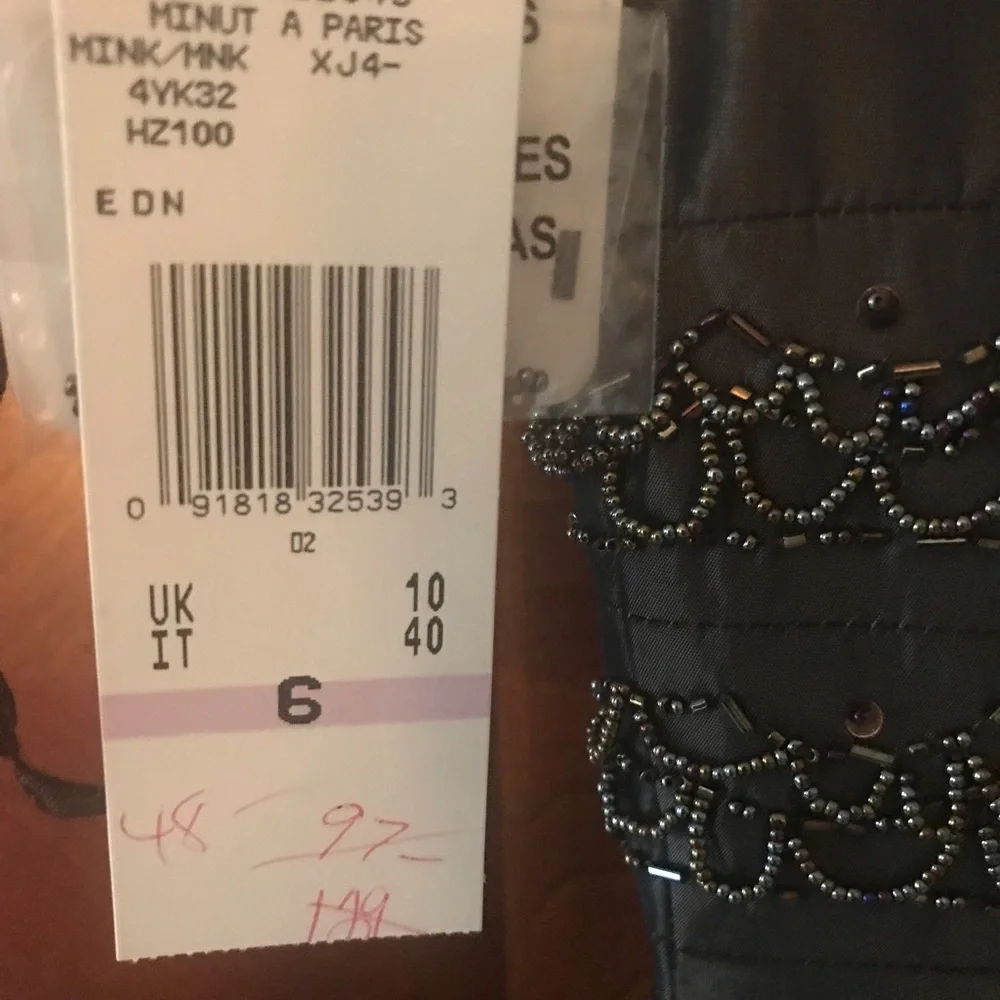 MINUT A PARIS
MINK/MNK XJ4-
4YK32
HZ100
E DN
ES
AS
0 91818 32539 3
02
UK 10
IT 40
6
48 97-
199